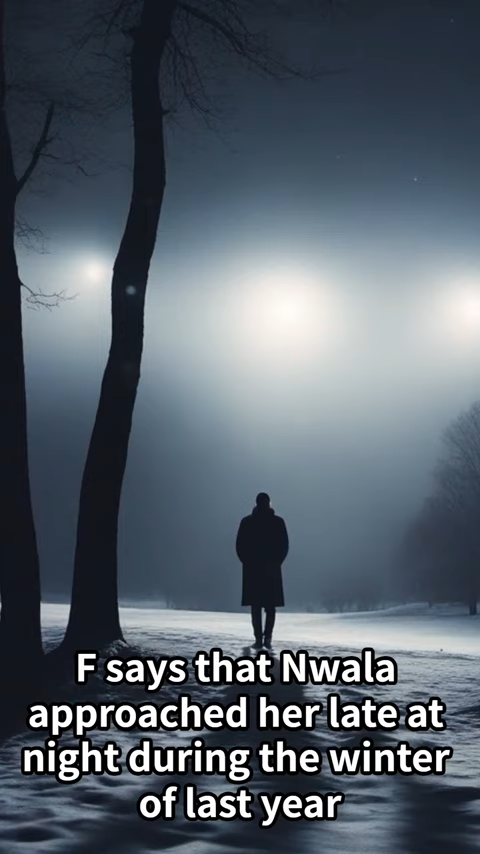 F says that Nwala
approached her late at
night during the winter
of last year